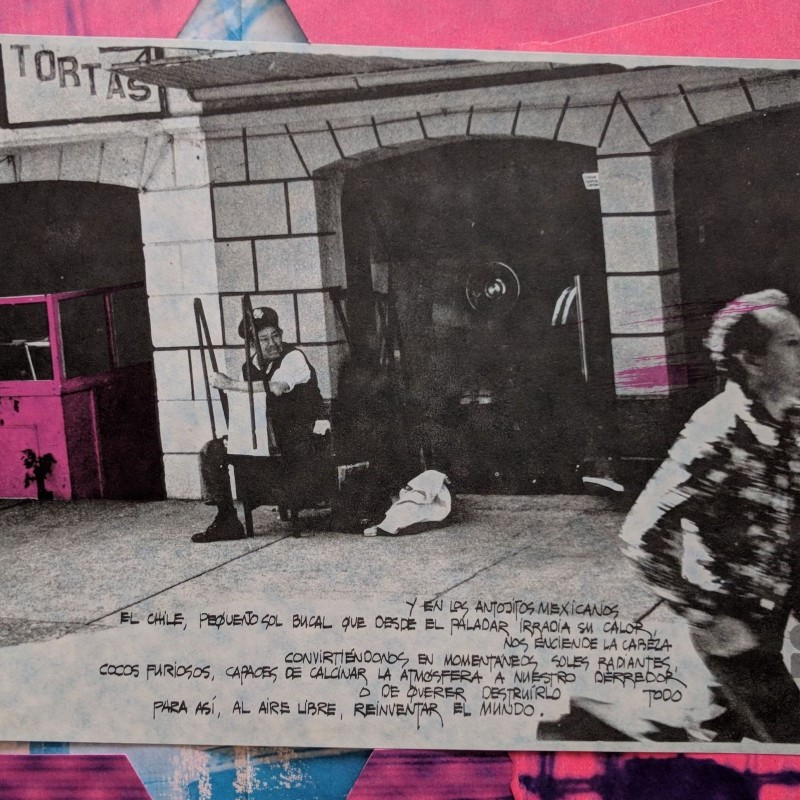 TORTAS
Y EN LOS ANTOJITOS MEXICANOS
EL CHILE, PEQUEÑO SOL BUCAL QUE DESDE EL PALADAR IRRADIA SU CALOR,
NOS ENCIENDE LA CABEZA
CONVIRTIÉNDONOS EN MOMENTANEOS SOLES RADIANTES,
COCOS FURIOSOS, CAPACES DE CALCINAR LA ATMOSFERA A NUESTRO DERREDOR
O DE QUERER DESTRUIRLO TODO
PARA ASÍ, AL AIRE LIBRE, REINVENTAR EL MUNDO.